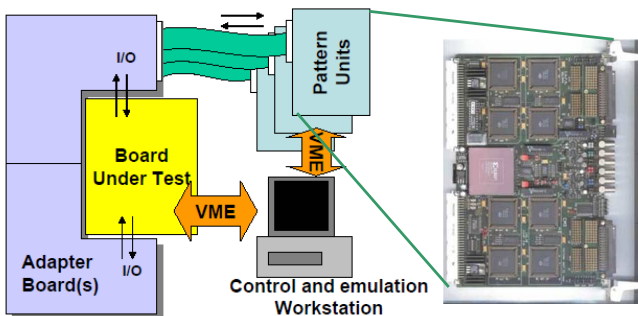 I/O
Pattern
Units
Board
Under Test
VME
VME
I/O
Adapter
Board(s)
Control and emulation
Workstation